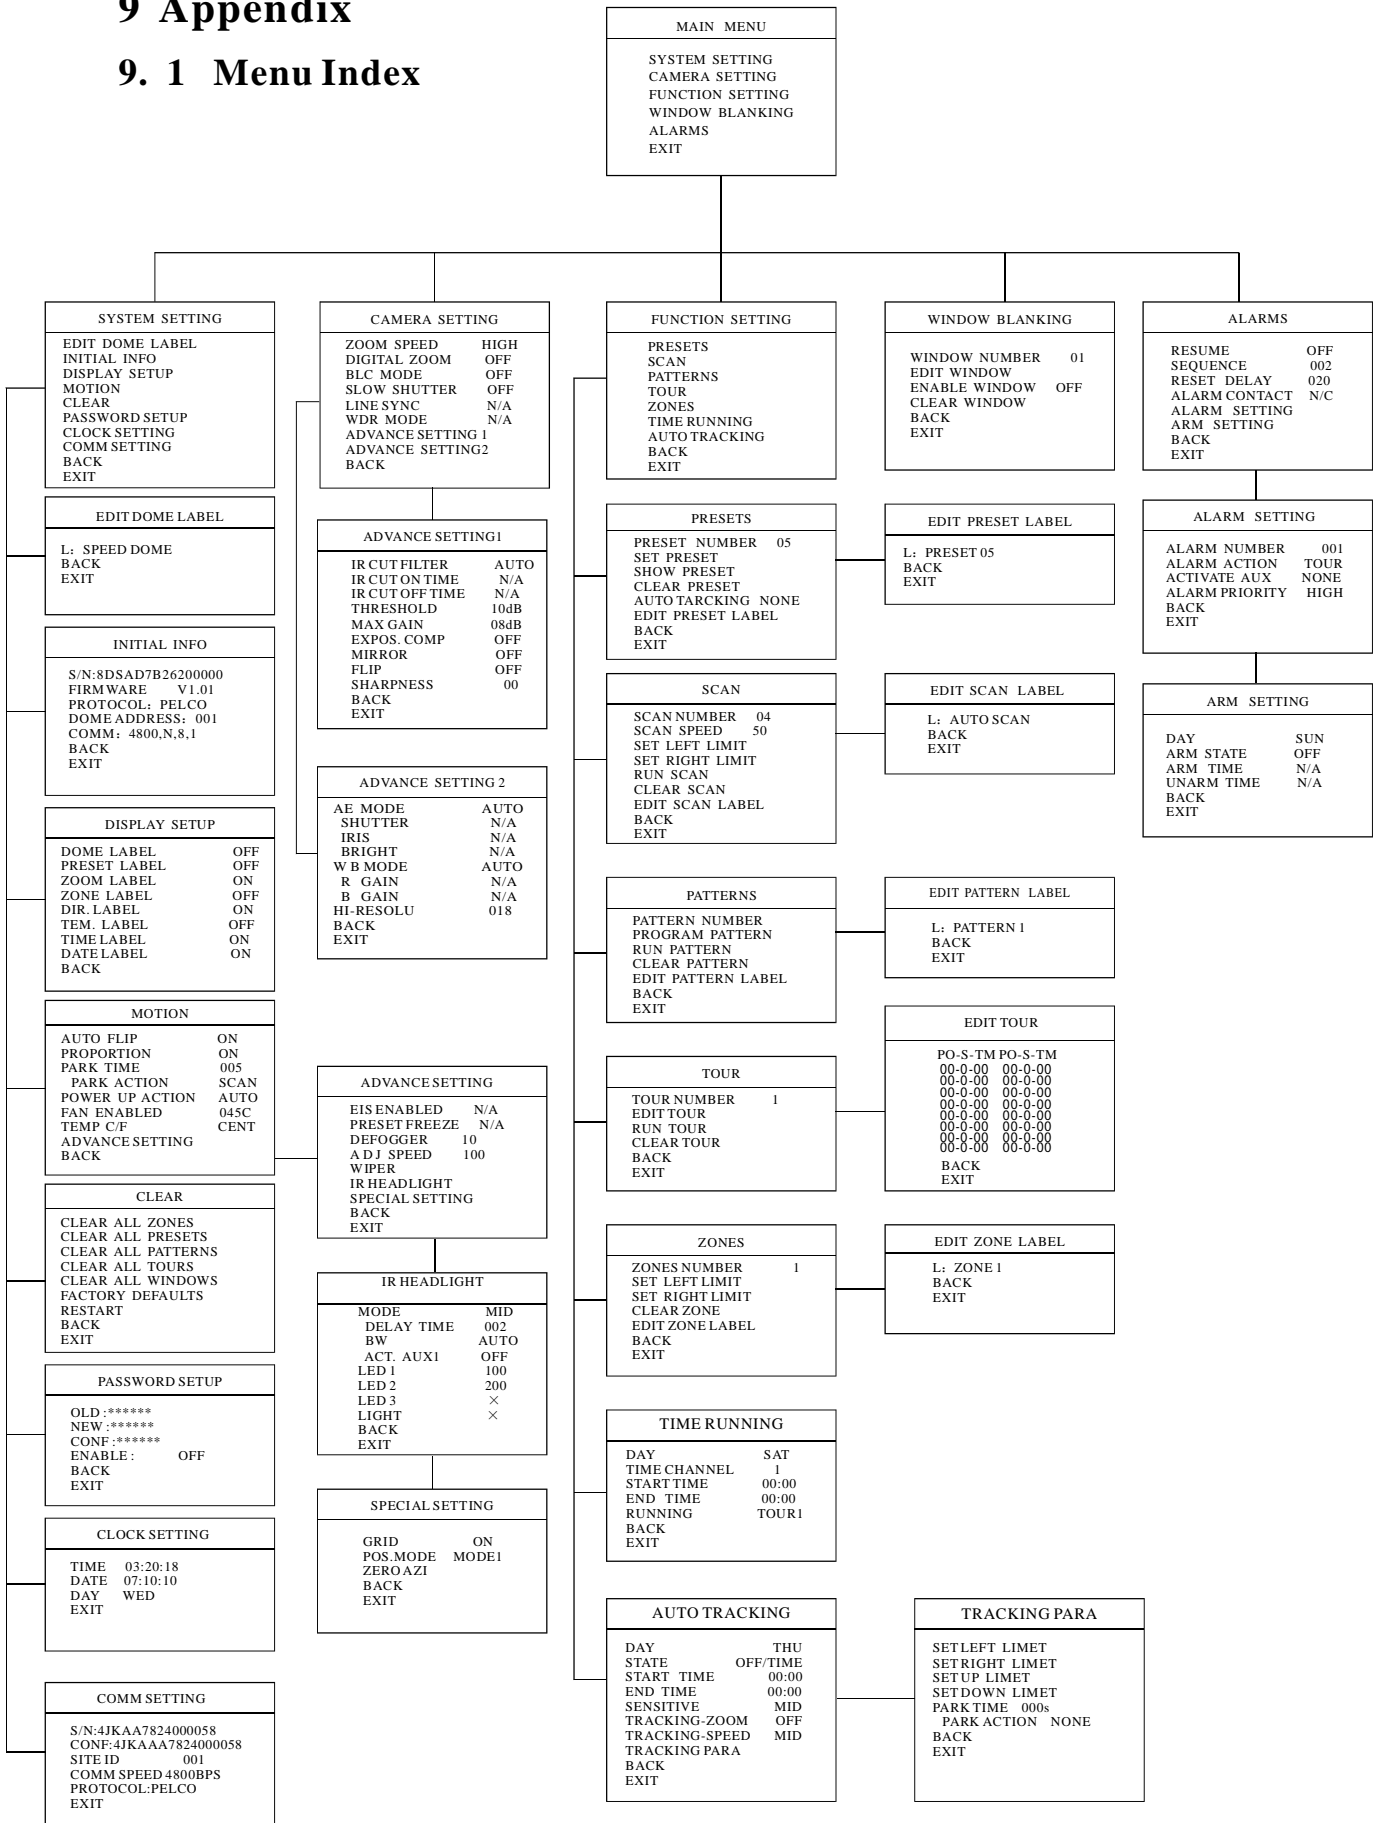 9 Appendix
9. 1 Menu Index
MAIN MENU
SYSTEM SETTING
CAMERA SETTING
FUNCTION SETTING
WINDOW BLANKING
ALARMS
EXIT
SYSTEM SETTING
EDIT DOME LABEL
INITIAL INFO
DISPLAY SETUP
MOTION
CLEAR
PASSWORD SETUP
CLOCK SETTING
COMM SETTING
BACK
EXIT
EDIT DOME LABEL
L: SPEED DOME
BACK
EXIT
INITIAL INFO
S/N:8DSAD7B26200000
FIRMWARE V1.01
PROTOCOL: PELCO
DOME ADDRESS: 001
COMM: 4800,N,8,1
BACK
EXIT
DISPLAY SETUP
DOME LABEL OFF
PRESET LABEL OFF
ZOOM LABEL ON
ZONE LABEL OFF
DIR. LABEL ON
TEM. LABEL OFF
TIME LABEL ON
DATE LABEL ON
BACK
MOTION
AUTO FLIP ON
PROPORTION ON
PARK TIME 005
PARK ACTION SCAN
POWER UP ACTION AUTO
FAN ENABLED 045C
TEMP C/F CENT
ADVANCE SETTING
BACK
CLEAR
CLEAR ALL ZONES
CLEAR ALL PRESETS
CLEAR ALL PATTERNS
CLEAR ALL TOURS
CLEAR ALL WINDOWS
FACTORY DEFAULTS
RESTART
BACK
EXIT
PASSWORD SETUP
OLD :******
NEW :******
CONF :******
ENABLE : OFF
BACK
EXIT
CLOCK SETTING
TIME 03:20:18
DATE 07:10:10
DAY WED
EXIT
COMM SETTING
S/N:4JKAA7824000058
CONF:4JKAAA7824000058
SITE ID 001
COMM SPEED 4800BPS
PROTOCOL:PELCO
EXIT
CAMERA SETTING
ZOOM SPEED HIGH
DIGITAL ZOOM OFF
BLC MODE OFF
SLOW SHUTTER OFF
LINE SYNC N/A
WDR MODE N/A
ADVANCE SETTING 1
ADVANCE SETTING2
BACK
ADVANCE SETTING1
IR CUT FILTER AUTO
IR CUT ON TIME N/A
IR CUT OFF TIME N/A
THRESHOLD 10dB
MAX GAIN 08dB
EXPOS. COMP OFF
MIRROR OFF
FLIP OFF
SHARPNESS 00
BACK
EXIT
ADVANCE SETTING 2
AE MODE AUTO
SHUTTER N/A
IRIS N/A
BRIGHT N/A
W B MODE AUTO
R GAIN N/A
B GAIN N/A
HI-RESOLU 018
BACK
EXIT
ADVANCE SETTING
EIS ENABLED N/A
PRESET FREEZE N/A
DEFOGGER 10
A D J SPEED 100
WIPER
IR HEADLIGHT
SPECIAL SETTING
BACK
EXIT
IR HEADLIGHT
MODE MID
DELAY TIME 002
BW AUTO
ACT. AUX1 OFF
LED 1 100
LED 2 200
LED 3 ×
LIGHT ×
BACK
EXIT
SPECIAL SETTING
GRID ON
POS.MODE MODE1
ZERO AZI
BACK
EXIT
FUNCTION SETTING
PRESETS
SCAN
PATTERNS
TOUR
ZONES
TIME RUNNING
AUTO TRACKING
BACK
EXIT
PRESETS
PRESET NUMBER 05
SET PRESET
SHOW PRESET
CLEAR PRESET
AUTO TARCKING NONE
EDIT PRESET LABEL
BACK
EXIT
EDIT PRESET LABEL
L: PRESET 05
BACK
EXIT
SCAN
SCAN NUMBER 04
SCAN SPEED 50
SET LEFT LIMIT
SET RIGHT LIMIT
RUN SCAN
CLEAR SCAN
EDIT SCAN LABEL
BACK
EXIT
EDIT SCAN LABEL
L: AUTO SCAN
BACK
EXIT
PATTERNS
PATTERN NUMBER
PROGRAM PATTERN
RUN PATTERN
CLEAR PATTERN
EDIT PATTERN LABEL
BACK
EXIT
EDIT PATTERN LABEL
L: PATTERN 1
BACK
EXIT
TOUR
TOUR NUMBER 1
EDIT TOUR
RUN TOUR
CLEAR TOUR
BACK
EXIT
EDIT TOUR
PO-S-TM PO-S-TM
00-0-00 00-0-00
00-0-00 00-0-00
00-0-00 00-0-00
00-0-00 00-0-00
00-0-00 00-0-00
00-0-00 00-0-00
00-0-00 00-0-00
00-0-00 00-0-00
BACK
EXIT
ZONES
ZONES NUMBER 1
SET LEFT LIMIT
SET RIGHT LIMIT
CLEAR ZONE
EDIT ZONE LABEL
BACK
EXIT
EDIT ZONE LABEL
L: ZONE 1
BACK
EXIT
TIME RUNNING
DAY SAT
TIME CHANNEL 1
START TIME 00:00
END TIME 00:00
RUNNING TOUR1
BACK
EXIT
AUTO TRACKING
DAY THU
STATE OFF/TIME
START TIME 00:00
END TIME 00:00
SENSITIVE MID
TRACKING-ZOOM OFF
TRACKING-SPEED MID
TRACKING PARA
BACK
EXIT
TRACKING PARA
SET LEFT LIMET
SET RIGHT LIMET
SET UP LIMET
SET DOWN LIMET
PARK TIME 000s
PARK ACTION NONE
BACK
EXIT
WINDOW BLANKING
WINDOW NUMBER 01
EDIT WINDOW
ENABLE WINDOW OFF
CLEAR WINDOW
BACK
EXIT
ALARMS
RESUME OFF
SEQUENCE 002
RESET DELAY 020
ALARM CONTACT N/C
ALARM SETTING
ARM SETTING
BACK
EXIT
ALARM SETTING
ALARM NUMBER 001
ALARM ACTION TOUR
ACTIVATE AUX NONE
ALARM PRIORITY HIGH
BACK
EXIT
ARM SETTING
DAY SUN
ARM STATE OFF
ARM TIME N/A
UNARM TIME N/A
BACK
EXIT